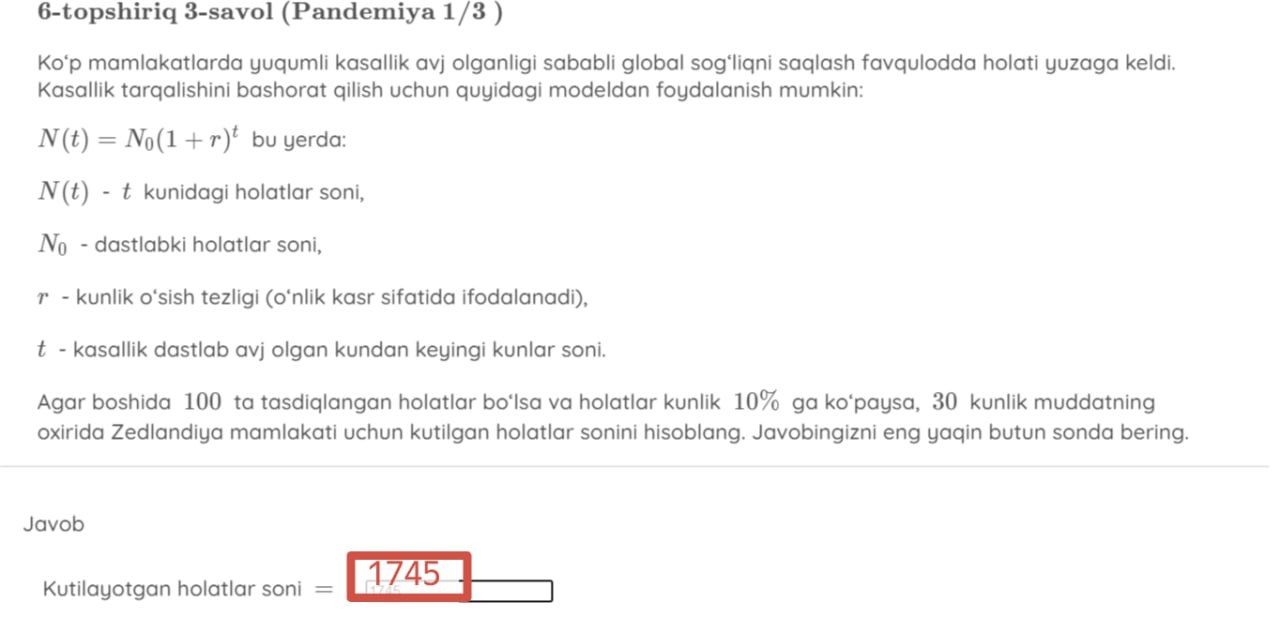 6-topshiriq 3-savol (Pandemiya 1/3 )
Ko‘p mamlakatlarda yuqumli kasallik avj olganligi sababli global sog‘liqni saqlash favqulodda holati yuzaga keldi.
Kasallik tarqalishini bashorat qilish uchun quyidagi modeldan foydalanish mumkin:
N(t) = N₀(1 + r)ᵗ bu yerda:
N(t) - t kunidagi holatlar soni,
N₀ - dastlabki holatlar soni,
r - kunlik o‘sish tezligi (o‘nlik kasr sifatida ifodalanadi),
t - kasallik dastlab avj olgan kundan keyingi kunlar soni.
Agar boshida 100 ta tasdiqlangan holatlar bo‘lsa va holatlar kunlik 10% ga ko‘paysa, 30 kunlik muddatning
oxirida Zedlandiya mamlakati uchun kutilgan holatlar sonini hisoblang. Javobingizni eng yaqin butun sonda bering.
Javob
1745
Kutilayotgan holatlar soni = 1745